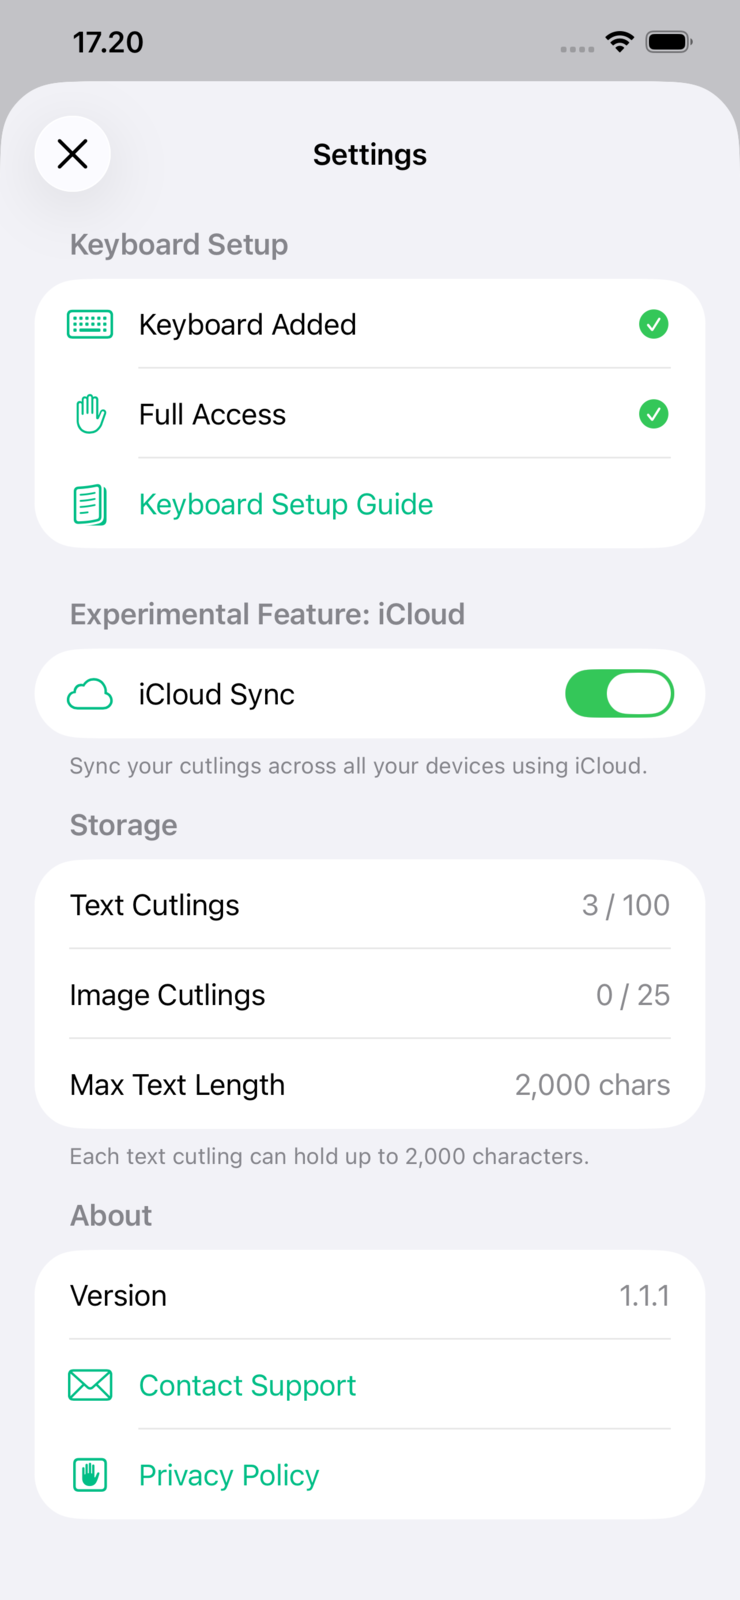 17.20
Settings
Keyboard Setup
Keyboard Added
Full Access
Keyboard Setup Guide
Experimental Feature: iCloud
iCloud Sync
Sync your cutlings across all your devices using iCloud.
Storage
Text Cutlings 3 / 100
Image Cutlings 0 / 25
Max Text Length 2,000 chars
Each text cutling can hold up to 2,000 characters.
About
Version 1.1.1
Contact Support
Privacy Policy